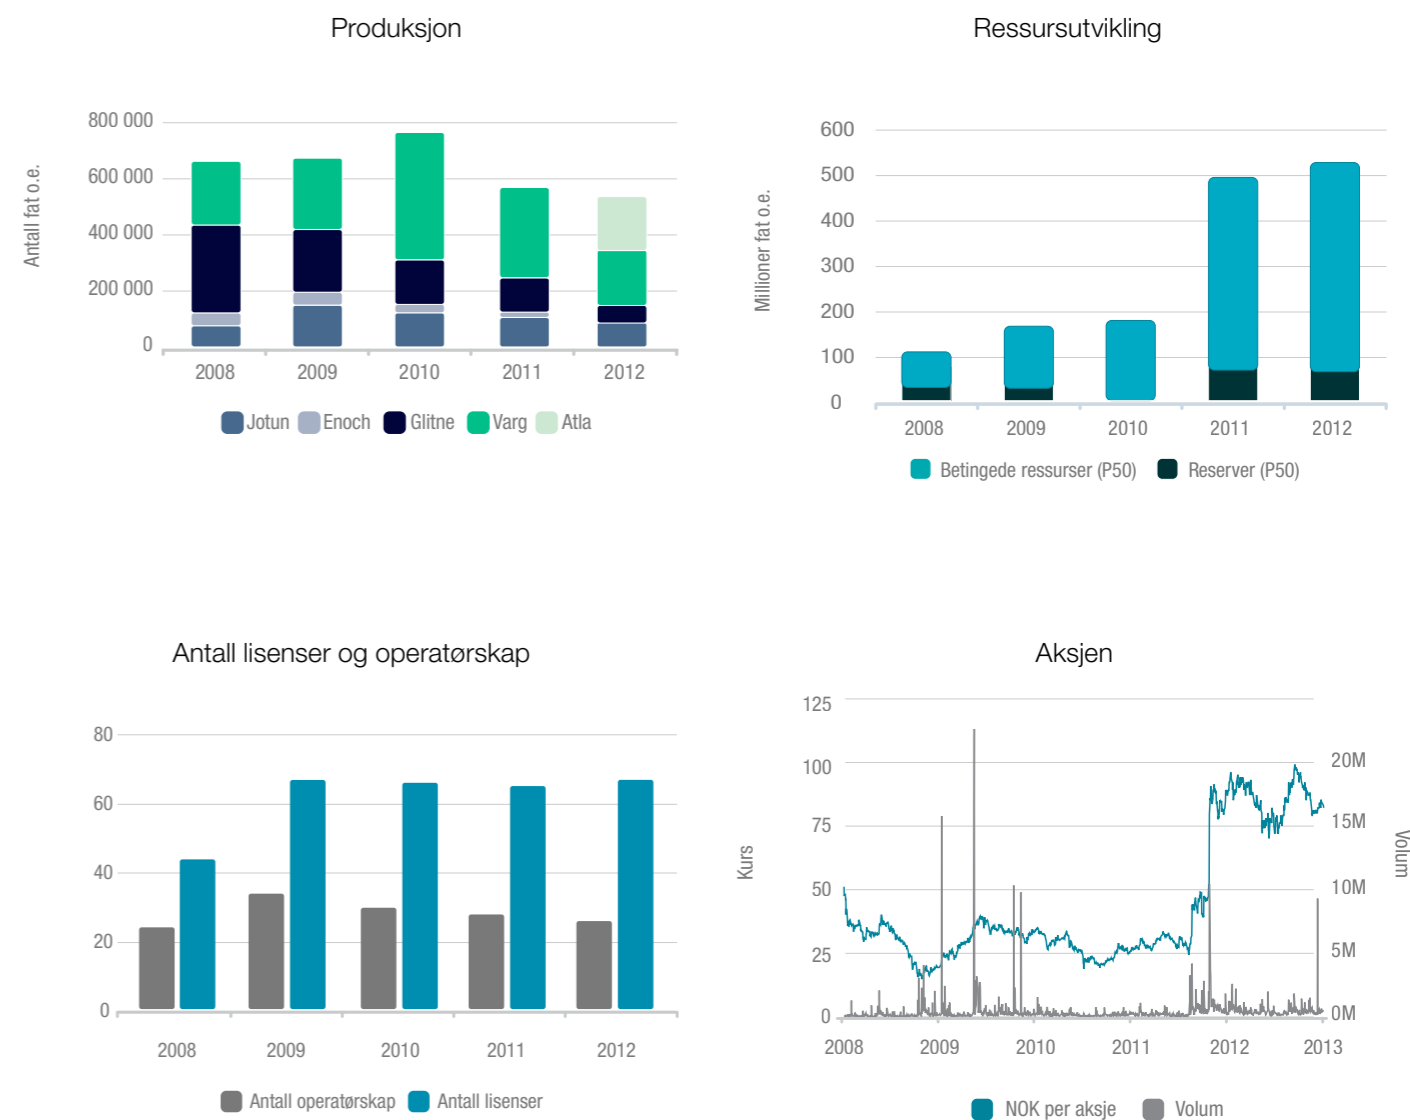 Produksjon
Antall fat o.e.
800 000
600 000
400 000
200 000
0
2008 2009 2010 2011 2012
Jotun Enoch Glitne Varg Atla
Ressursutvikling
Millioner fat o.e.
600
500
400
300
200
100
0
2008 2009 2010 2011 2012
Betingede ressurser (P50) Reserver (P50)
Antall lisenser og operatørskap
80
60
40
20
0
2008 2009 2010 2011 2012
Antall operatørskap Antall lisenser
Aksjen
Kurs
125
100
75
50
25
0
20M
15M
10M
5M
0M
Volum
2008 2009 2010 2011 2012 2013
NOK per aksje Volum